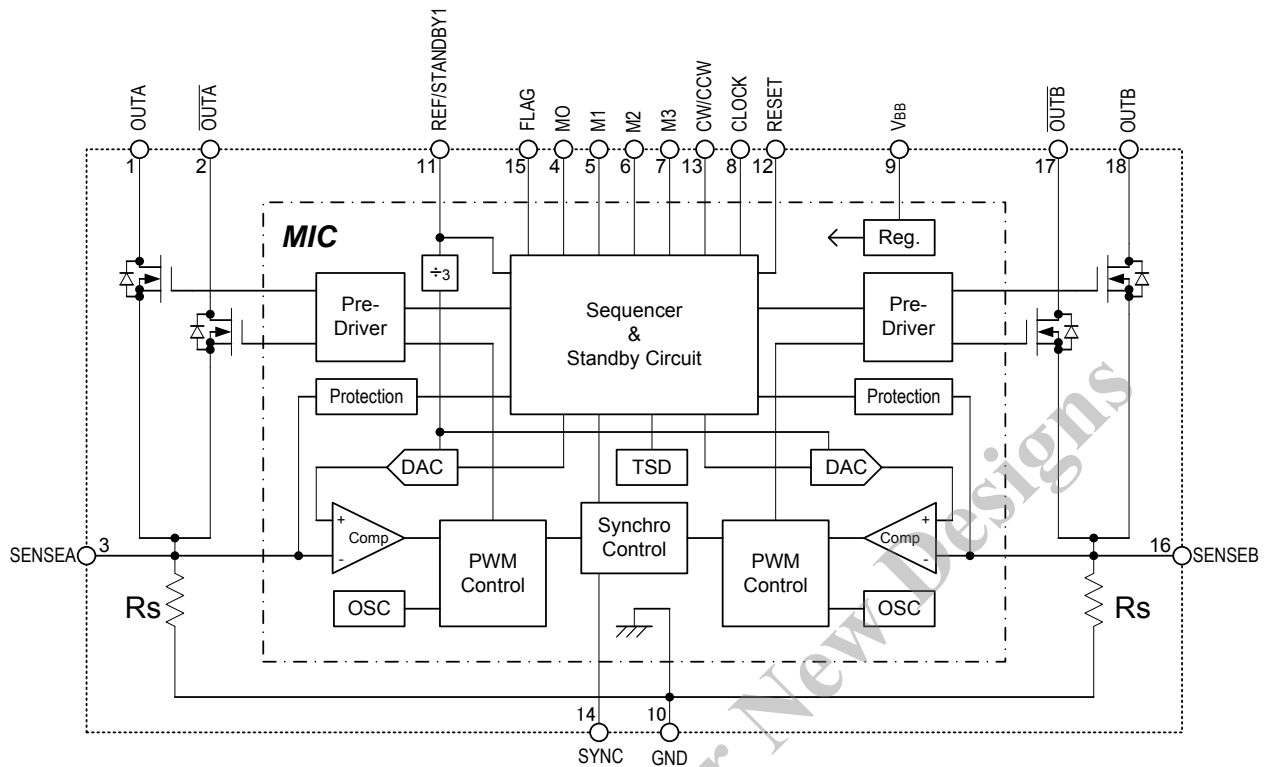 OUTA
OUTA
REF/STANDBY1
FLAG
MO
M1
M2
M3
CW/CCW
CLOCK
RESET
VBB
OUTB
OUTB
1
2
11
15
4
5
6
7
13
8
12
9
17
18
MIC
Reg.
÷3
Pre-
Driver
Sequencer
&
Standby Circuit
Pre-
Driver
Protection
Protection
DAC
TSD
DAC
+
Comp
-
PWM
Control
Synchro
Control
PWM
Control
+
Comp
-
SENSEA
3
16
SENSEB
Rs
OSC
OSC
Rs
14
10
SYNC
GND
r New Designs